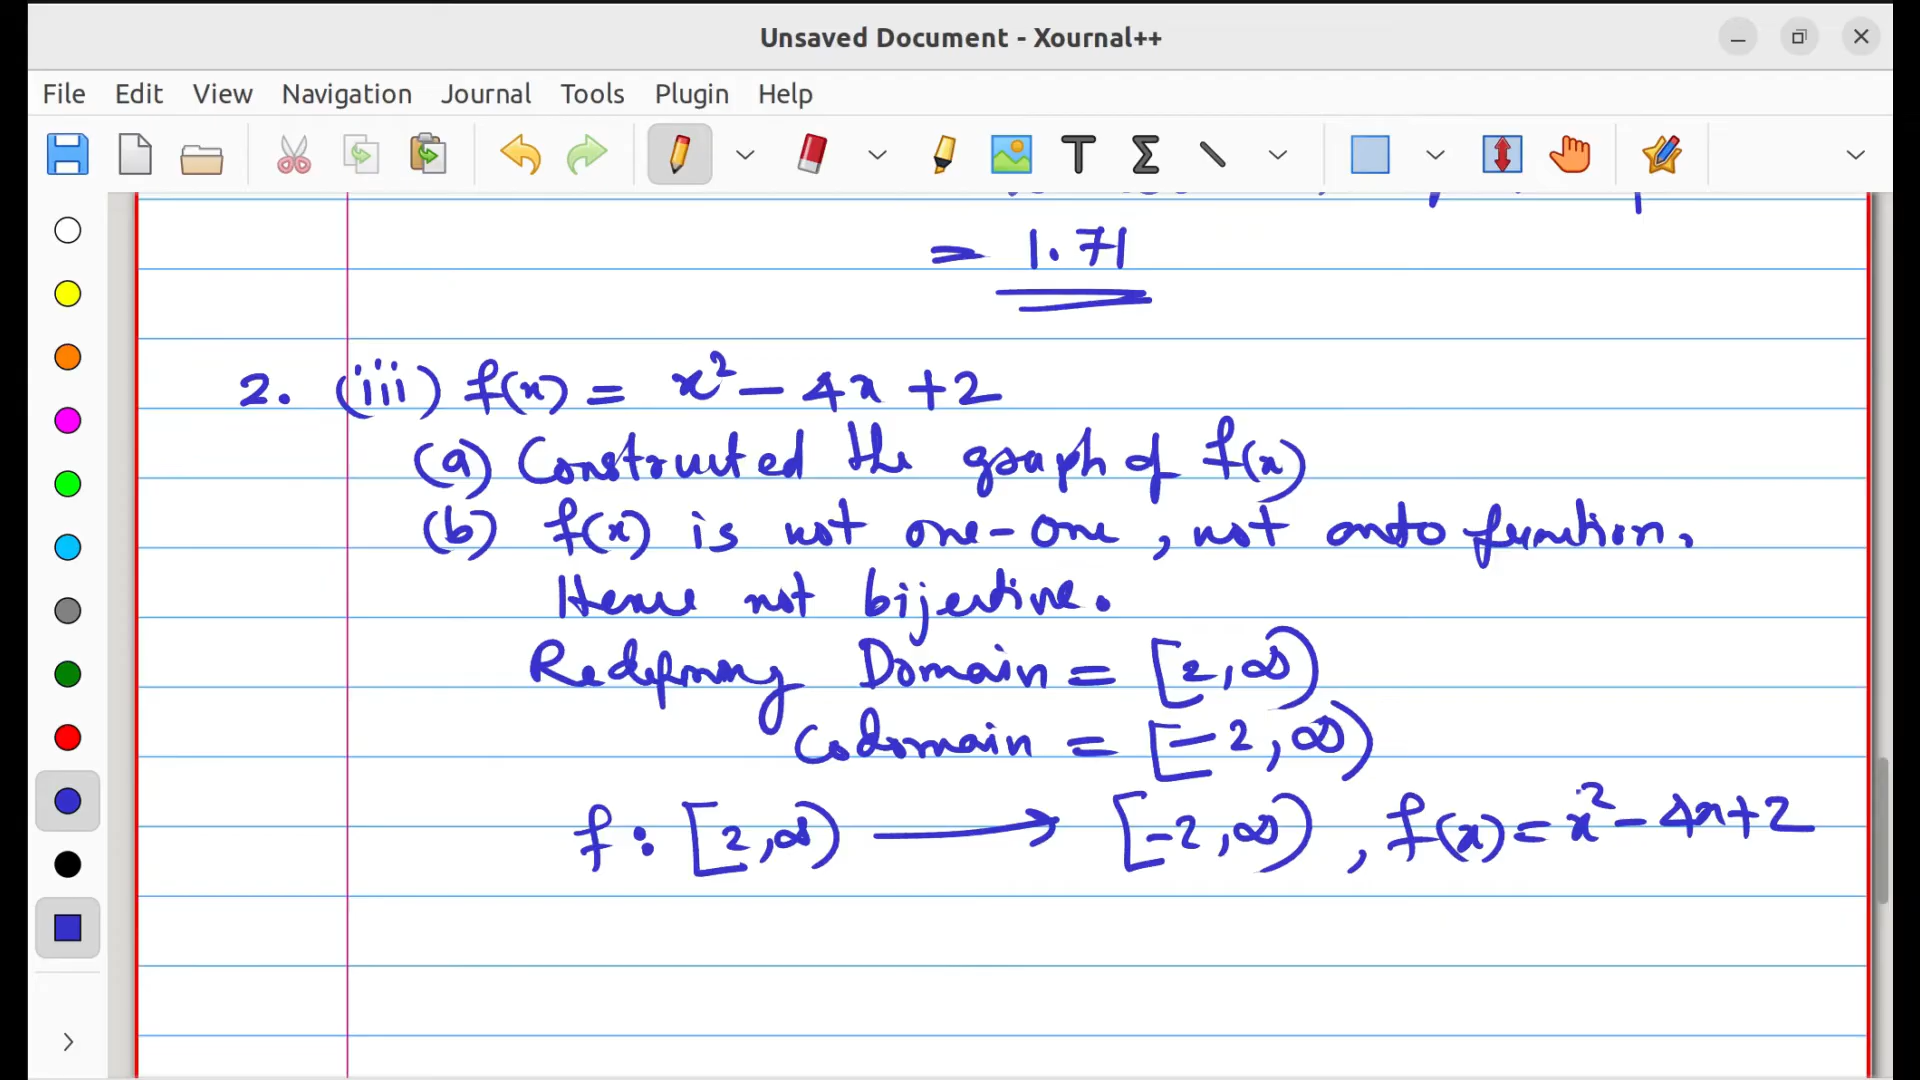 Unsaved Document - Xournal++
File Edit View Navigation Journal Tools Plugin Help
= 1.71
2. (iii) f(x) = x² - 4x + 2
(a) Constructed the graph of f(x)
(b) f(x) is not one-one, not onto function.
Hence not bijective.
Redefining Domain = [2, ∞)
Codomain = [-2, ∞)
f : [2, ∞) → [-2, ∞), f(x) = x² - 4x + 2